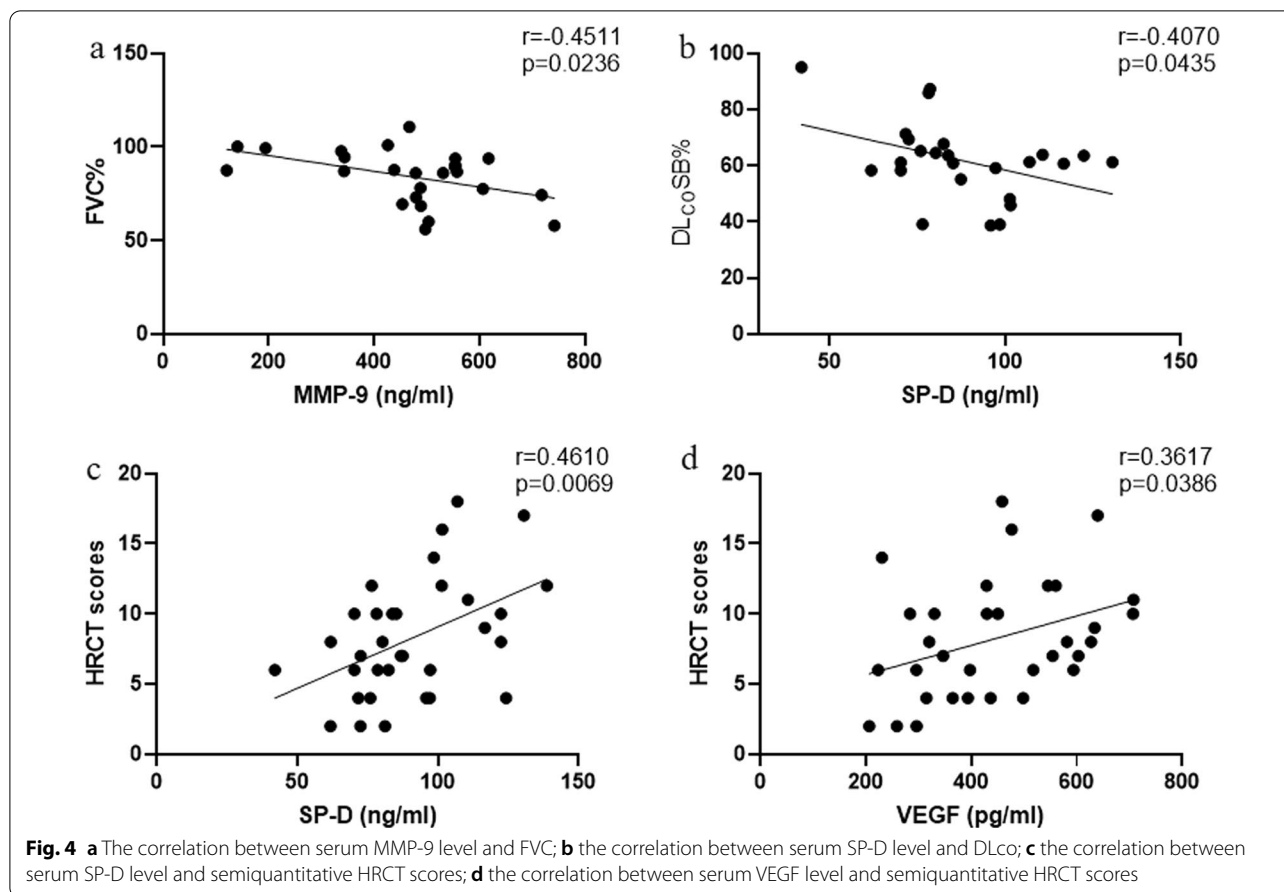 a
r=-0.4511
p=0.0236
150
100
50
0
FVC%
0
200
400
600
800
MMP-9 (ng/ml)
b
r=-0.4070
p=0.0435
100
80
60
40
20
0
DLcoSB%
50
100
150
SP-D (ng/ml)
c
r=0.4610
p=0.0069
20
15
10
5
0
HRCT scores
0
50
100
150
SP-D (ng/ml)
d
r=0.3617
p=0.0386
20
15
10
5
0
HRCT scores
0
200
400
600
800
VEGF (pg/ml)
Fig. 4 a The correlation between serum MMP-9 level and FVC; b the correlation between serum SP-D level and DLco; c the correlation between
serum SP-D level and semiquantitative HRCT scores; d the correlation between serum VEGF level and semiquantitative HRCT scores